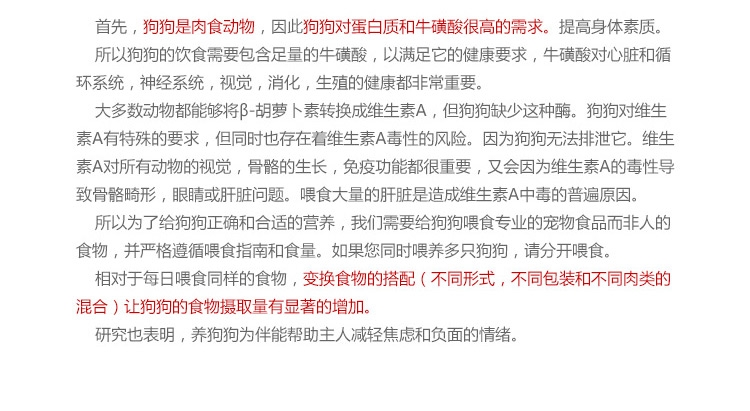 首先，狗狗是肉食动物，因此狗狗对蛋白质和牛磺酸很高的需求。提高身体素质。
所以狗狗的饮食需要包含足量的牛磺酸，以满足它的健康要求，牛磺酸对心脏和循
环系统，神经系统，视觉，消化，生殖的健康都非常重要。
大多数动物都能够将β-胡萝卜素转换成维生素A，但狗狗缺少这种酶。狗狗对维生
素A有特殊的要求，但同时也存在着维生素A毒性的风险。因为狗狗无法排泄它。维生
素A对所有动物的视觉，骨骼的生长，免疫功能都很重要，又会因为维生素A的毒性导
致骨骼畸形，眼睛或肝脏问题。喂食大量的肝脏是造成维生素A中毒的普遍原因。
所以为了给狗狗正确和合适的营养，我们需要给狗狗喂食专业的宠物食品而非人的
食物，并严格遵循喂食指南和食量。如果您同时喂养多只狗狗，请分开喂食。
相对于每日喂食同样的食物，变换食物的搭配（不同形式，不同包装和不同肉类的
混合）让狗狗的食物摄取量有显著的增加。
研究也表明，养狗狗为伴能帮助主人减轻焦虑和负面的情绪。